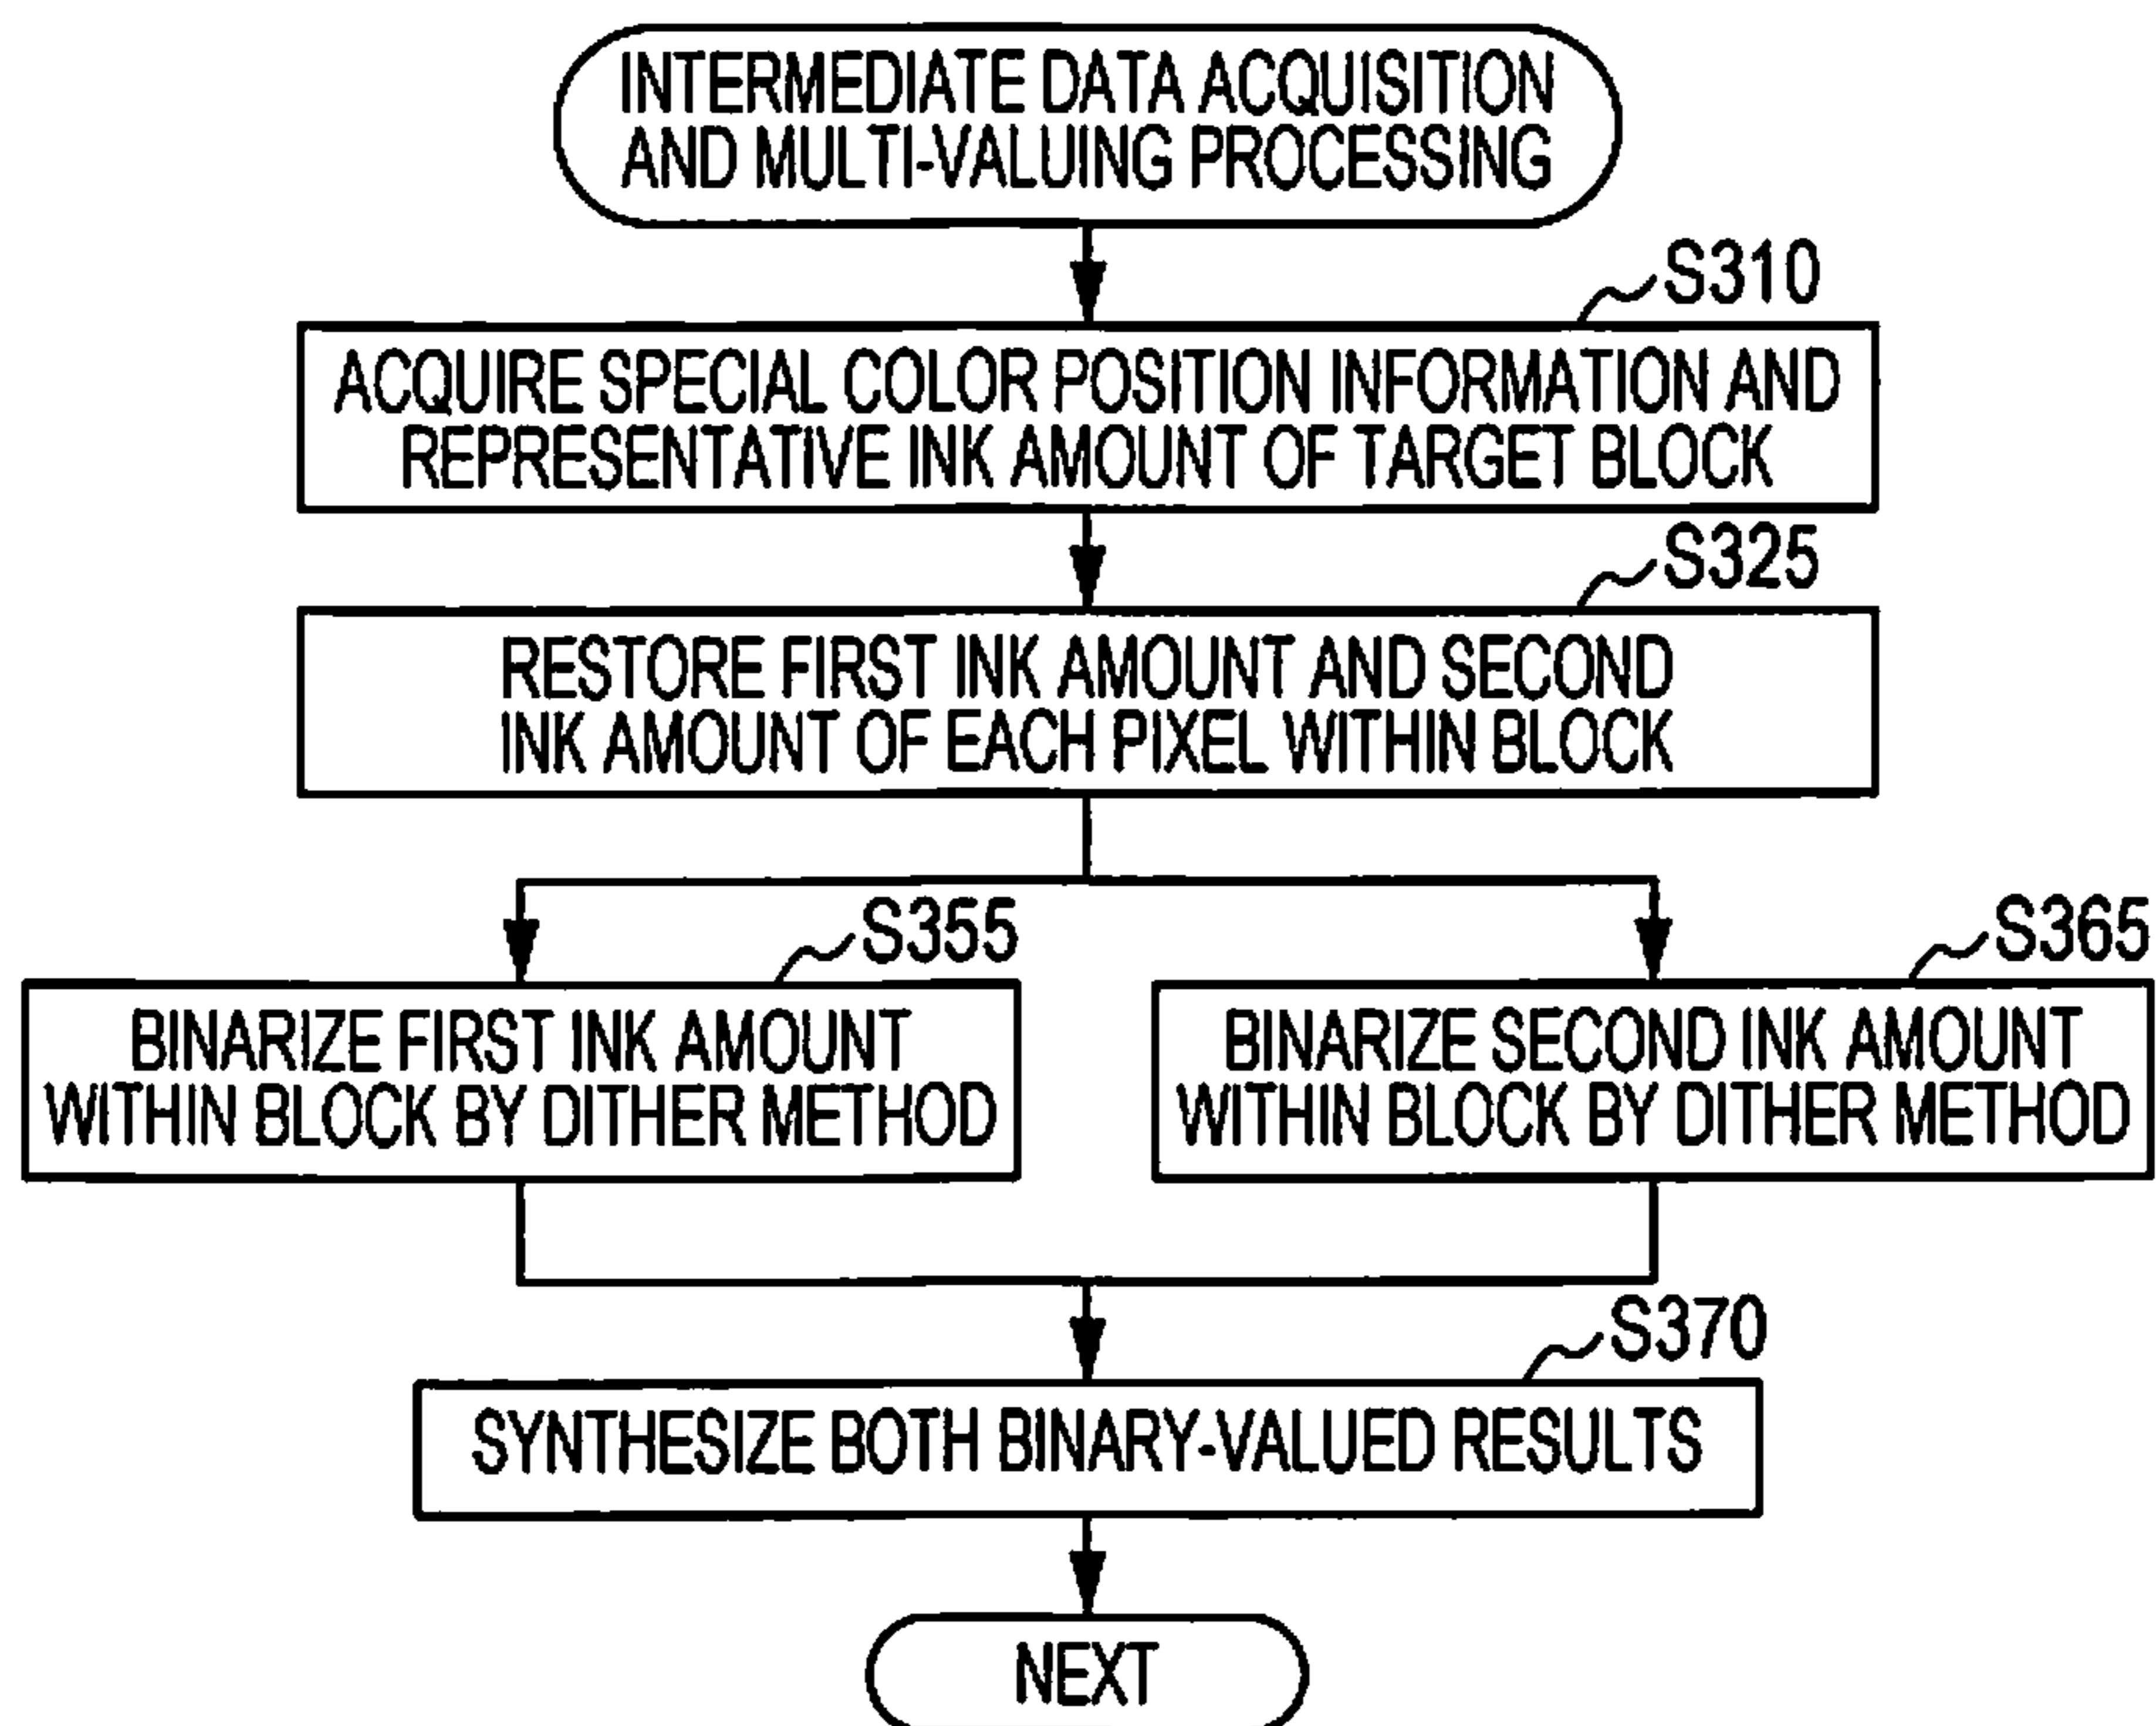 INTERMEDIATE DATA ACQUISITION
AND MULTI-VALUING PROCESSING
S310
ACQUIRE SPECIAL COLOR POSITION INFORMATION AND
REPRESENTATIVE INK AMOUNT OF TARGET BLOCK
S325
RESTORE FIRST INK AMOUNT AND SECOND
INK AMOUNT OF EACH PIXEL WITHIN BLOCK
S355
BINARIZE FIRST INK AMOUNT
WITHIN BLOCK BY DITHER METHOD
S365
BINARIZE SECOND INK AMOUNT
WITHIN BLOCK BY DITHER METHOD
S370
SYNTHESIZE BOTH BINARY-VALUED RESULTS
NEXT